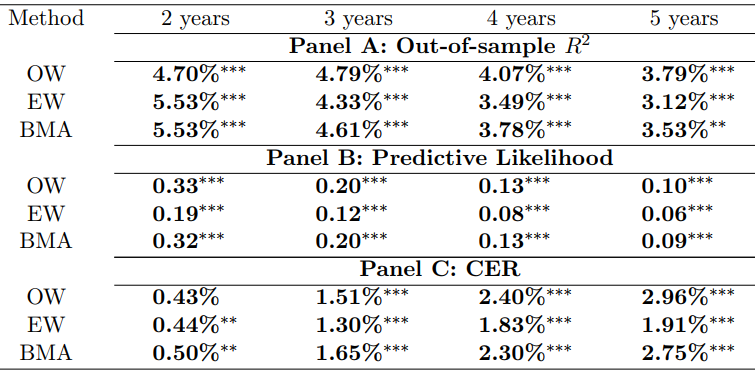 Method 2 years 3 years 4 years 5 years
Panel A: Out-of-sample R²
OW 4.70%*** 4.79%*** 4.07%*** 3.79%***
EW 5.53%*** 4.33%*** 3.49%*** 3.12%***
BMA 5.53%*** 4.61%*** 3.78%*** 3.53%**
Panel B: Predictive Likelihood
OW 0.33*** 0.20*** 0.13*** 0.10***
EW 0.19*** 0.12*** 0.08*** 0.06***
BMA 0.32*** 0.20*** 0.13*** 0.09***
Panel C: CER
OW 0.43% 1.51%*** 2.40%*** 2.96%***
EW 0.44%** 1.30%*** 1.83%*** 1.91%***
BMA 0.50%** 1.65%*** 2.30%*** 2.75%***